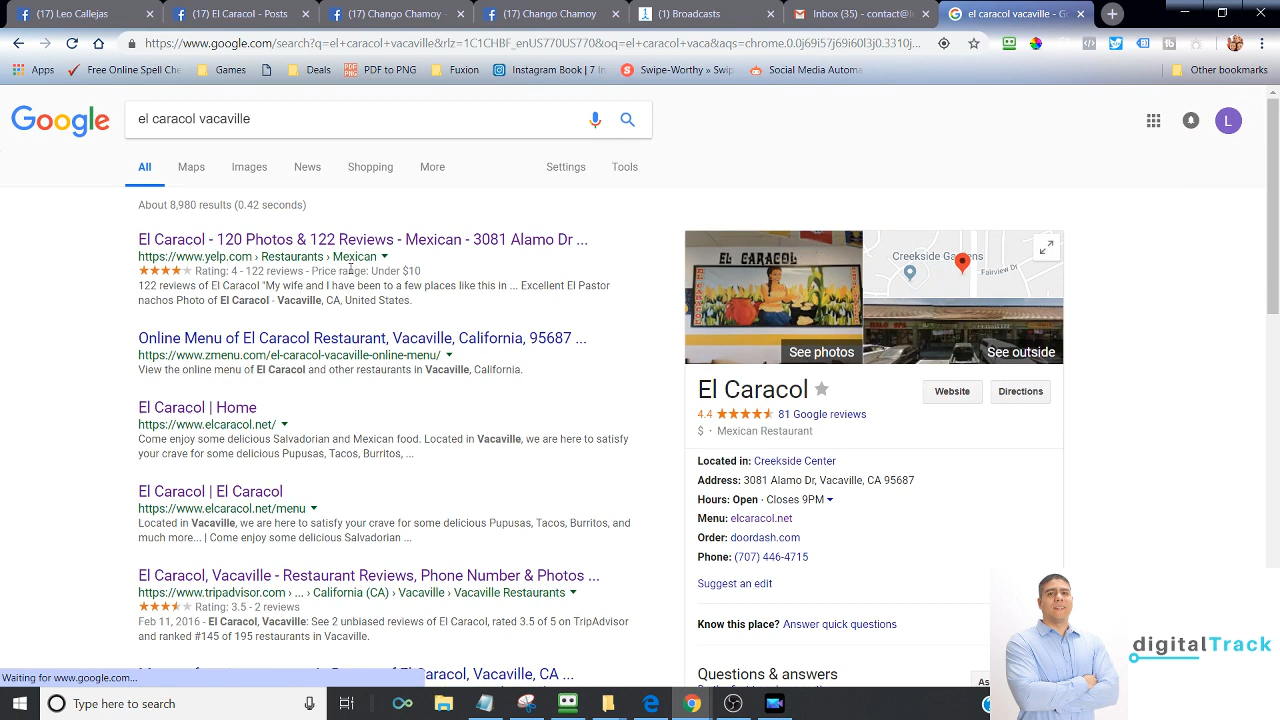 (17) Leo Callejas
(17) El Caracol - Posts
(17) Chango Chamoy -
(17) Chango Chamoy
(1) Broadcasts
Inbox (35) - contact@
el caracol vacaville - G
https://www.google.com/search?q=el+caracol+vacaville&rlz=1C1CHBF_enUS770US770&oq=el+caracol+vaca&aqs=chrome.0.0j69i57j69i60l3j0.3310j...
Apps
Free Online Spell Che
Games
Deals
PDF to PNG
Fuxion
Instagram Book | 7 In
Swipe-Worthy » Swip
Social Media Automa
Other bookmarks
Google
el caracol vacaville
L
All
Maps
Images
News
Shopping
More
Settings
Tools
About 8,980 results (0.42 seconds)
El Caracol - 120 Photos & 122 Reviews - Mexican - 3081 Alamo Dr ...
https://www.yelp.com › Restaurants › Mexican
Rating: 4 - 122 reviews - Price range: Under $10
122 reviews of El Caracol "My wife and I have been to a few places like this in ... Excellent El Pastor
nachos Photo of El Caracol - Vacaville, CA, United States.
Online Menu of El Caracol Restaurant, Vacaville, California, 95687 ...
https://www.zmenu.com/el-caracol-vacaville-online-menu/
View the online menu of El Caracol and other restaurants in Vacaville, California.
El Caracol | Home
https://www.elcaracol.net/
Come enjoy some delicious Salvadorian and Mexican food. Located in Vacaville, we are here to satisfy
your crave for some delicious Pupusas, Tacos, Burritos, ...
El Caracol | El Caracol
https://www.elcaracol.net/menu
Located in Vacaville, we are here to satisfy your crave for some delicious Pupusas, Tacos, Burritos, and
much more... | Come enjoy some delicious Salvadorian ...
El Caracol, Vacaville - Restaurant Reviews, Phone Number & Photos ...
https://www.tripadvisor.com › ... › California (CA) › Vacaville › Vacaville Restaurants
Rating: 3.5 - 2 reviews
Feb 11, 2016 - El Caracol, Vacaville: See 2 unbiased reviews of El Caracol, rated 3.5 of 5 on TripAdvisor
and ranked #145 of 195 restaurants in Vacaville.
aracol, Vacaville, CA ...
EL CARACOL
See photos
Creekside Gardens
Fairview Dr
See outside
El Caracol
Website
Directions
4.4
81 Google reviews
$ · Mexican Restaurant
Located in: Creekside Center
Address: 3081 Alamo Dr, Vacaville, CA 95687
Hours: Open · Closes 9PM
Menu: elcaracol.net
Order: doordash.com
Phone: (707) 446-4715
Suggest an edit
Know this place? Answer quick questions
Questions & answers
As
digitalTrack
Waiting for www.google.com...
Type here to search